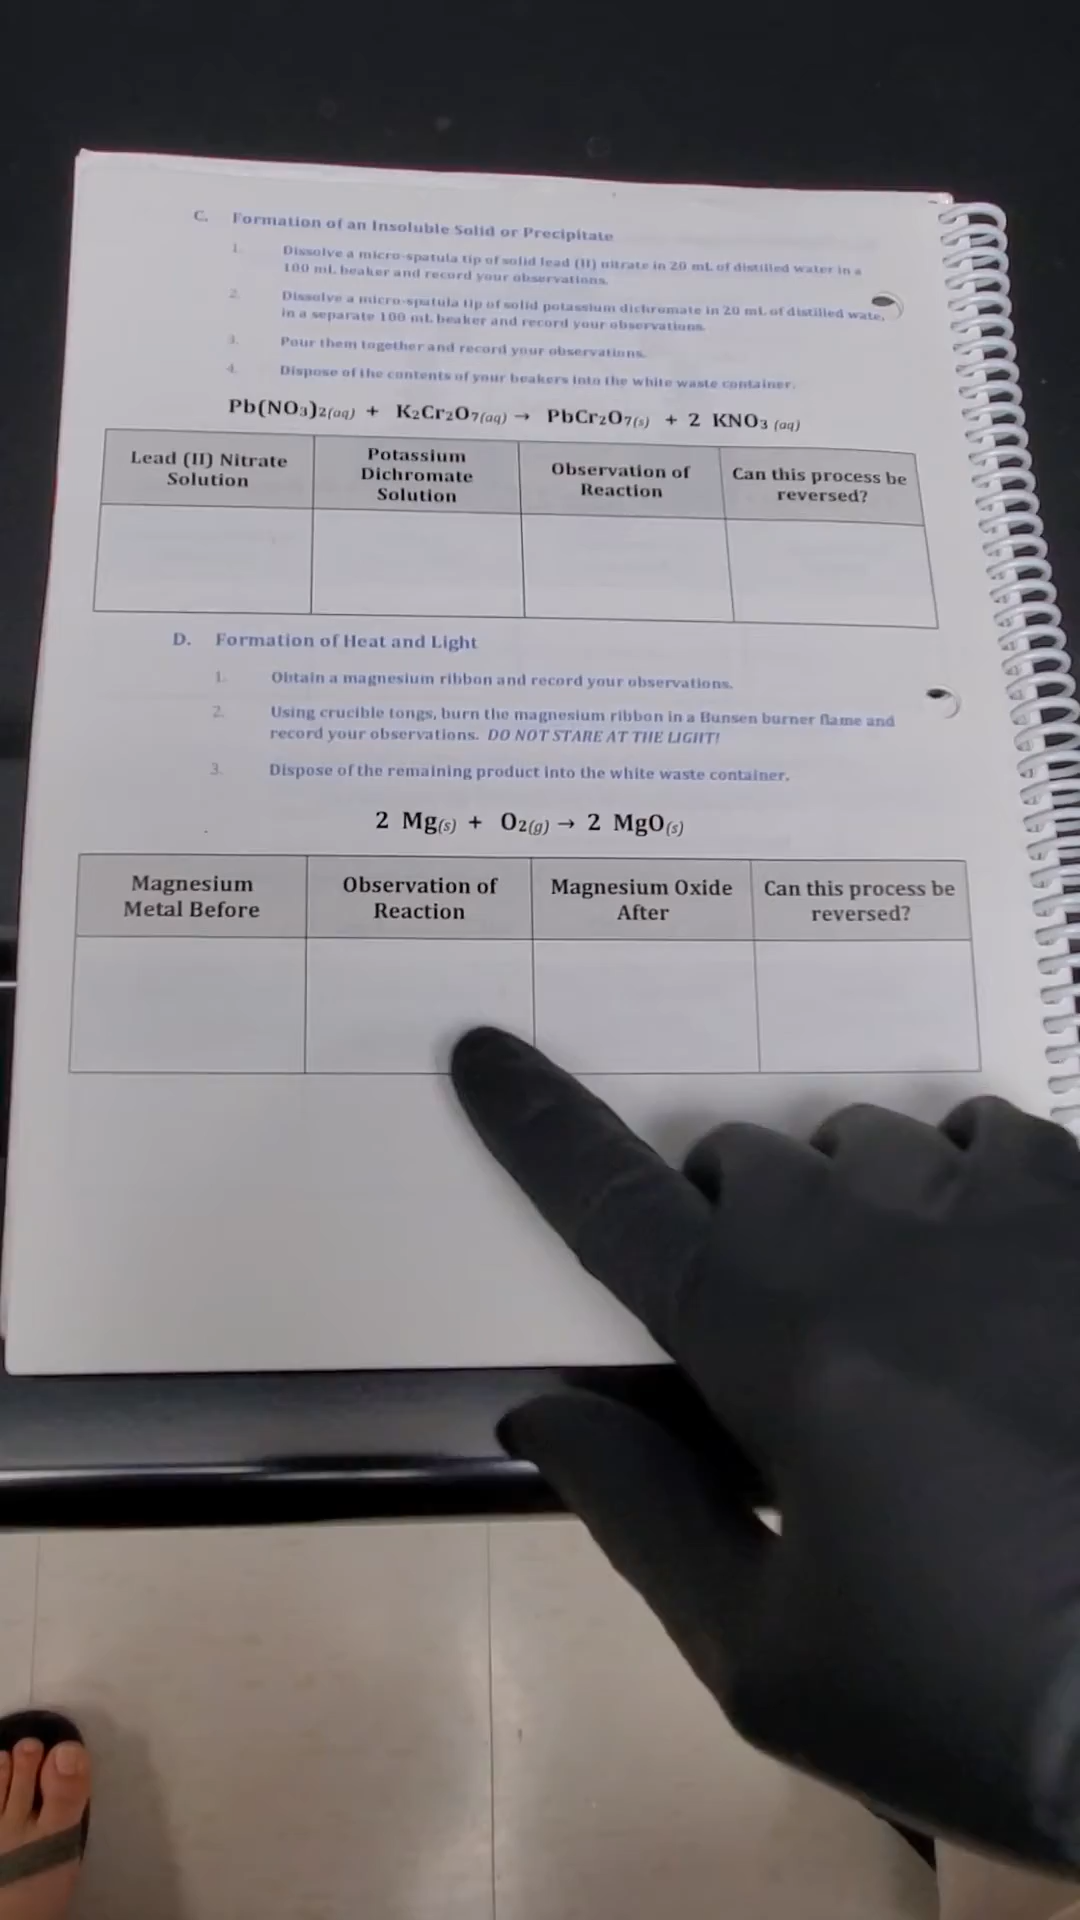 C. Formation of an Insoluble Solid or Precipitate
1. Dissolve a micro-spatula tip of solid lead (II) nitrate in 20 mL of distilled water in a
100 mL beaker and record your observations.
2. Dissolve a micro-spatula tip of solid potassium dichromate in 20 mL of distilled wate,
in a separate 100 mL beaker and record your observations.
3. Pour them together and record your observations.
4. Dispose of the contents of your beakers into the white waste container.
Pb(NO3)2(aq) + K2Cr2O7(aq) → PbCr2O7(s) + 2 KNO3 (aq)
Lead (II) Nitrate
Solution
Potassium
Dichromate
Solution
Observation of
Reaction
Can this process be
reversed?
D. Formation of Heat and Light
1. Obtain a magnesium ribbon and record your observations.
2. Using crucible tongs, burn the magnesium ribbon in a Bunsen burner flame and
record your observations. DO NOT STARE AT THE LIGHT!
3. Dispose of the remaining product into the white waste container.
2 Mg(s) + O2(g) → 2 MgO(s)
Magnesium
Metal Before
Observation of
Reaction
Magnesium Oxide
After
Can this process be
reversed?